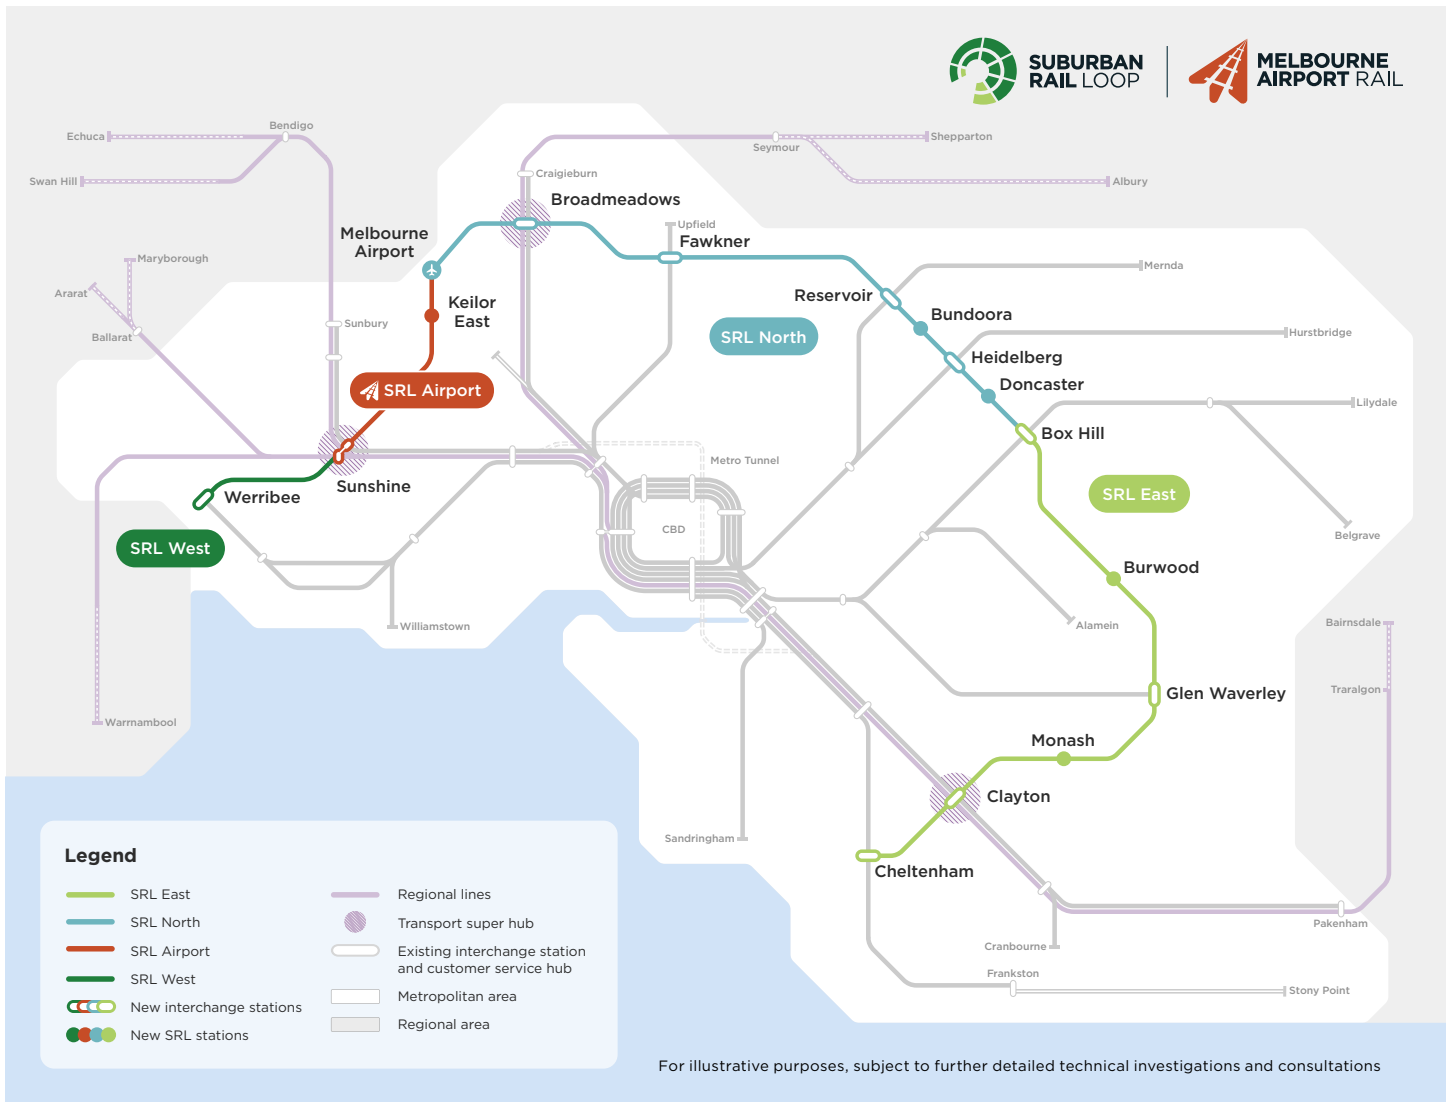 SUBURBAN
RAIL LOOP
MELBOURNE
AIRPORT RAIL
Echuca
Bendigo
Swan Hill
Seymour
Shepparton
Albury
Craigieburn
Broadmeadows
Upfield
Fawkner
Melbourne
Airport
Maryborough
Ararat
Ballarat
Sunbury
Keilor
East
Mernda
Reservoir
Bundoora
SRL North
Hurstbridge
Heidelberg
Doncaster
SRL Airport
Lilydale
Box Hill
Metro Tunnel
Sunshine
Werribee
SRL East
SRL West
CBD
Belgrave
Burwood
Williamstown
Alamein
Bairnsdale
Traralgon
Glen Waverley
Warrnambool
Monash
Clayton
Sandringham
Cheltenham
Pakenham
Cranbourne
Frankston
Stony Point
Legend
SRL East
SRL North
SRL Airport
SRL West
New interchange stations
New SRL stations
Regional lines
Transport super hub
Existing interchange station
and customer service hub
Metropolitan area
Regional area
For illustrative purposes, subject to further detailed technical investigations and consultations